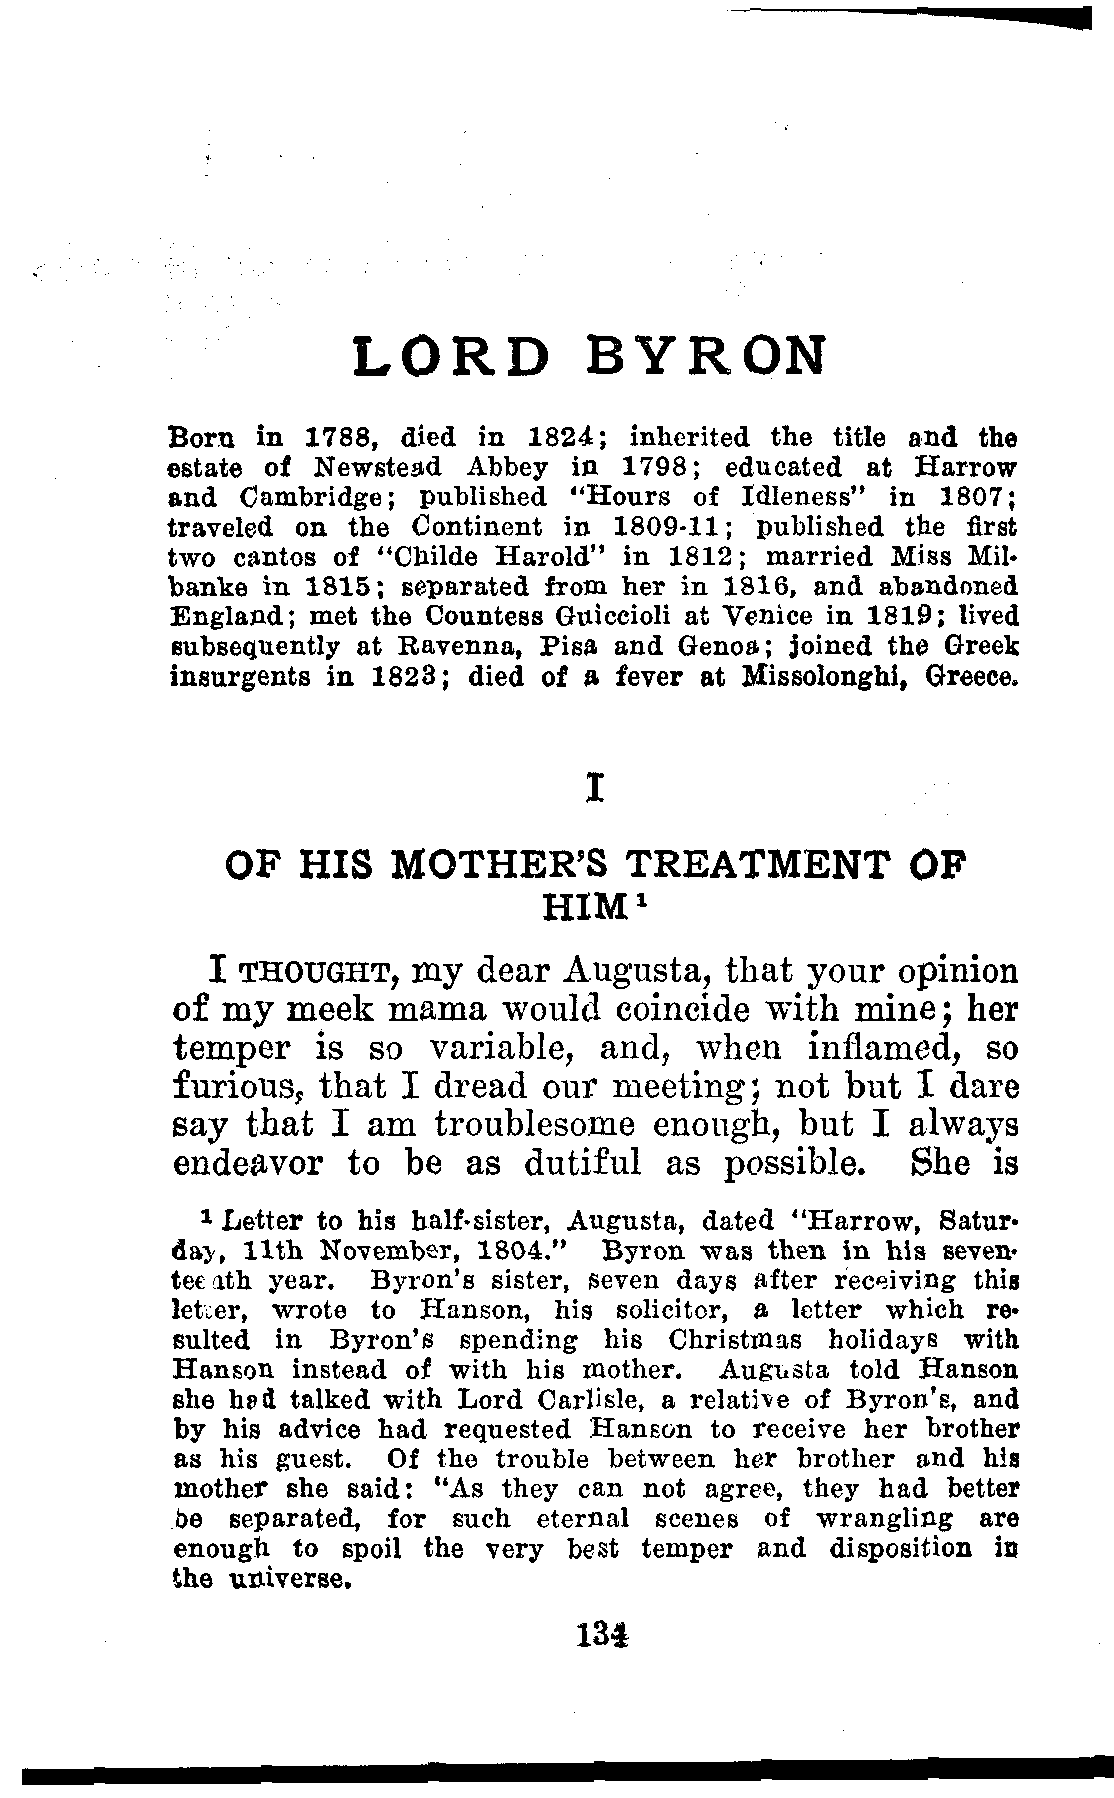 LORD BYRON
Born in 1788, died in 1824; inherited the title and the
estate of Newstead Abbey in 1798; educated at Harrow
and Cambridge; published "Hours of Idleness" in 1807;
traveled on the Continent in 1809-11; published the first
two cantos of "Childe Harold" in 1812; married Miss Mil-
banke in 1815; separated from her in 1816, and abandoned
England; met the Countess Guiccioli at Venice in 1819; lived
subsequently at Ravenna, Pisa and Genoa; joined the Greek
insurgents in 1823; died of a fever at Missolonghi, Greece.
I
OF HIS MOTHER'S TREATMENT OF
HIM¹
I THOUGHT, my dear Augusta, that your opinion
of my meek mama would coincide with mine; her
temper is so variable, and, when inflamed, so
furious, that I dread our meeting; not but I dare
say that I am troublesome enough, but I always
endeavor to be as dutiful as possible. She is
¹ Letter to his half-sister, Augusta, dated "Harrow, Satur-
day, 11th November, 1804." Byron was then in his seven-
teenth year. Byron's sister, seven days after receiving this
letter, wrote to Hanson, his solicitor, a letter which re-
sulted in Byron's spending his Christmas holidays with
Hanson instead of with his mother. Augusta told Hanson
she had talked with Lord Carlisle, a relative of Byron's, and
by his advice had requested Hanson to receive her brother
as his guest. Of the trouble between her brother and his
mother she said: "As they can not agree, they had better
be separated, for such eternal scenes of wrangling are
enough to spoil the very best temper and disposition in
the universe.
134